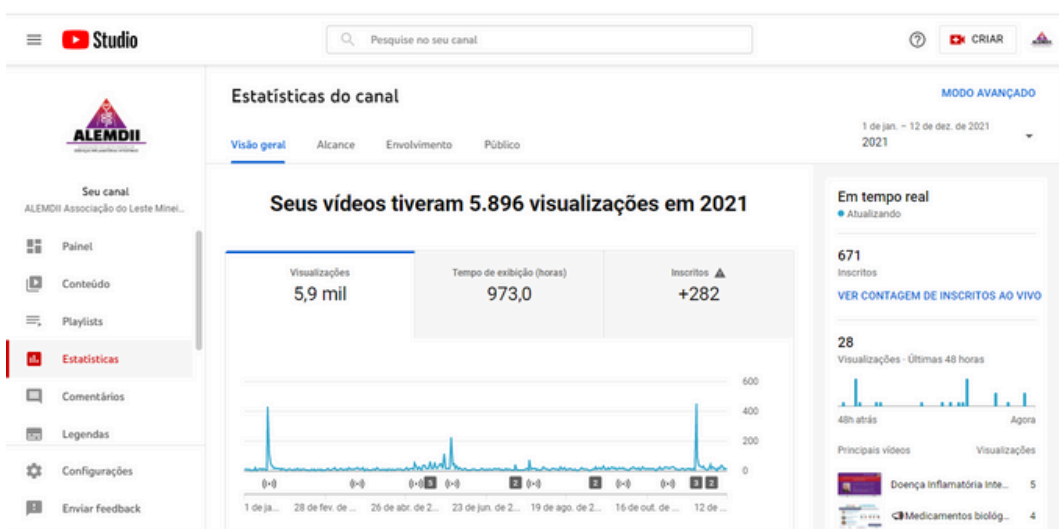 Studio
Pesquise no seu canal
CRIAR
ALEMDII
Seu canal
ALEMDII Associação do Leste Minei...
Painel
Conteúdo
Playlists
Estatísticas
Comentários
Legendas
Configurações
Enviar feedback
Estatísticas do canal
MODO AVANÇADO
Visão geral
Alcance
Envolvimento
Público
1 de jan. – 12 de dez. de 2021
2021
Seus vídeos tiveram 5.896 visualizações em 2021
Visualizações
5,9 mil
Tempo de exibição (horas)
973,0
Inscritos
+282
600
400
200
0
5
2
2
3 2
1 de ja...
28 de fev. de ...
26 de abr. de 2...
23 de jun. de 2...
19 de ago. de 2...
16 de out. de ...
12 de ...
Em tempo real
Atualizando
671
Inscritos
VER CONTAGEM DE INSCRITOS AO VIVO
28
Visualizações · Últimas 48 horas
48h atrás
Agora
Principais vídeos
Visualizações
Doença Inflamatória Inte...
5
Medicamentos biológ...
4